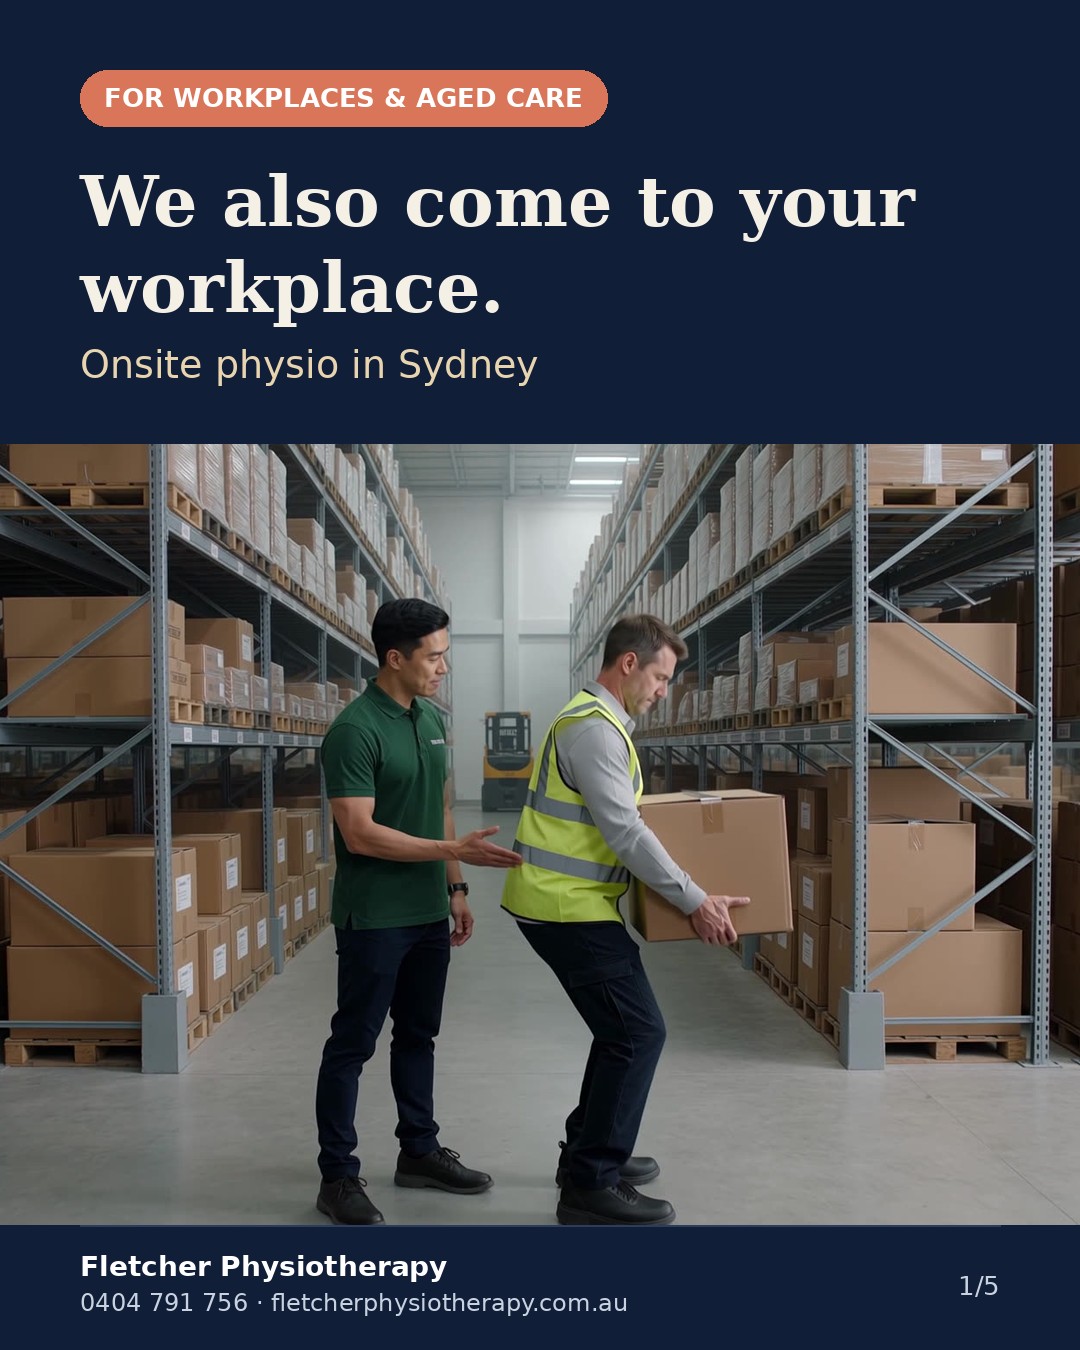 FOR WORKPLACES & AGED CARE
We also come to your
workplace.
Onsite physio in Sydney
Fletcher Physiotherapy
0404 791 756 · fletcherphysiotherapy.com.au
1/5